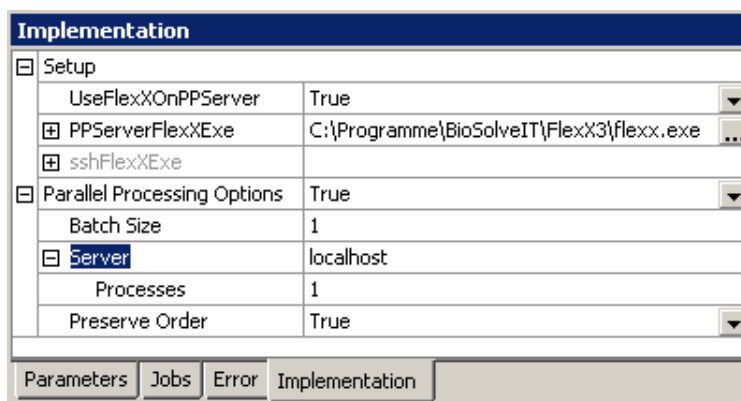 Implementation
Setup
UseFlexXOnPPServer True
PPServerFlexXExe C:\Programme\BioSolveIT\FlexX3\flexx.exe ...
sshFlexXExe
Parallel Processing Options True
Batch Size 1
Server localhost
Processes 1
Preserve Order True
Parameters Jobs Error Implementation